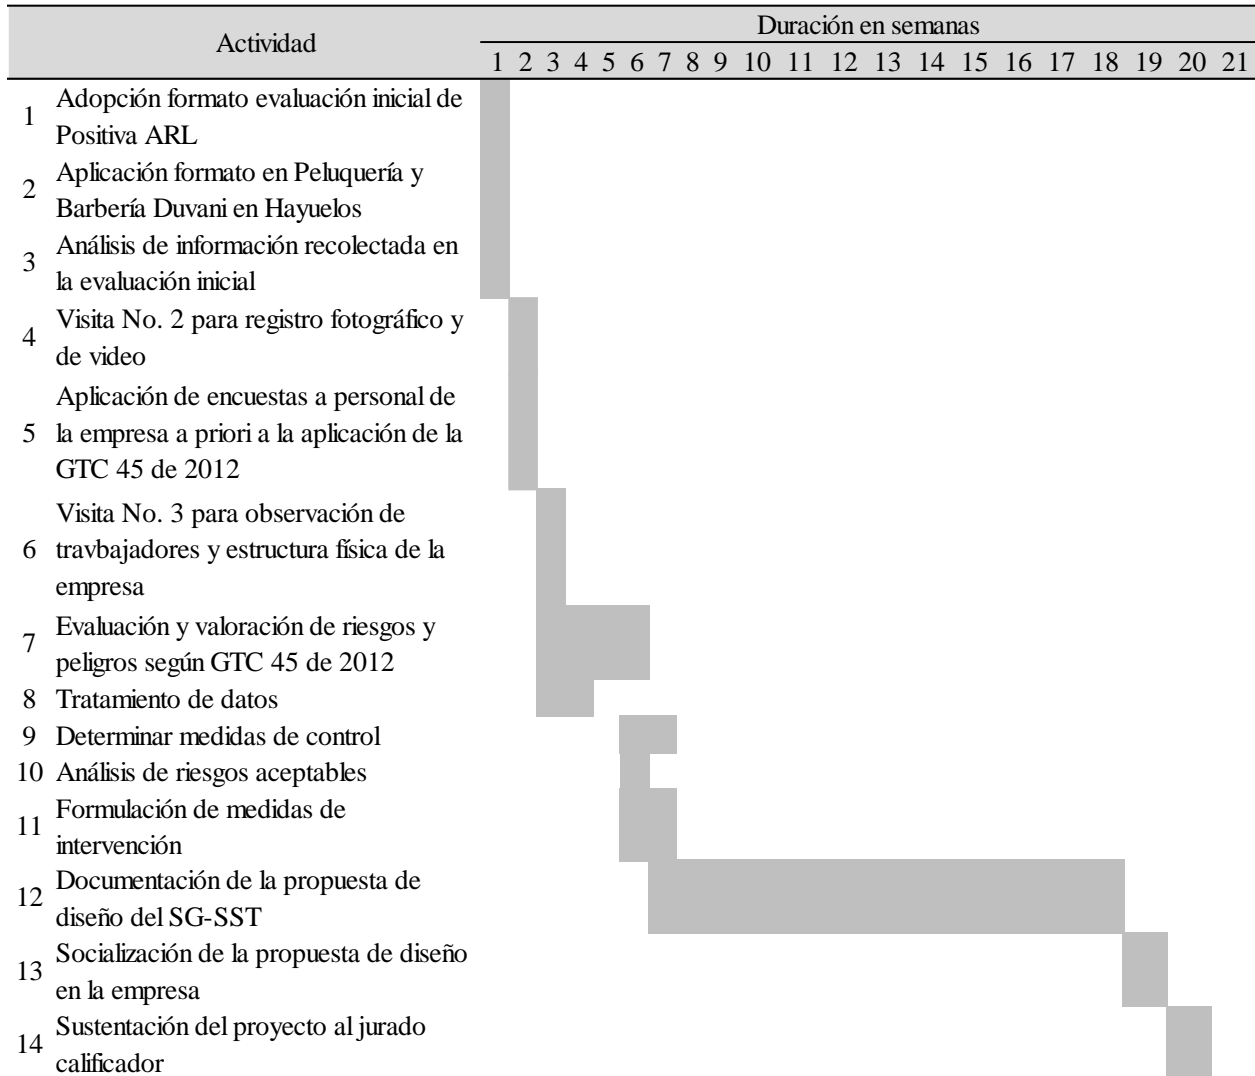 Actividad
Duración en semanas
1 2 3 4 5 6 7 8 9 10 11 12 13 14 15 16 17 18 19 20 21
1 Adopción formato evaluación inicial de
Positiva ARL
2 Aplicación formato en Peluquería y
Barbería Duvani en Hayuelos
3 Análisis de información recolectada en
la evaluación inicial
4 Visita No. 2 para registro fotográfico y
de video
Aplicación de encuestas a personal de
5 la empresa a priori a la aplicación de la
GTC 45 de 2012
Visita No. 3 para observación de
6 travbajadores y estructura física de la
empresa
7 Evaluación y valoración de riesgos y
peligros según GTC 45 de 2012
8 Tratamiento de datos
9 Determinar medidas de control
10 Análisis de riesgos aceptables
11 Formulación de medidas de
intervención
12 Documentación de la propuesta de
diseño del SG-SST
13 Socialización de la propuesta de diseño
en la empresa
14 Sustentación del proyecto al jurado
calificador